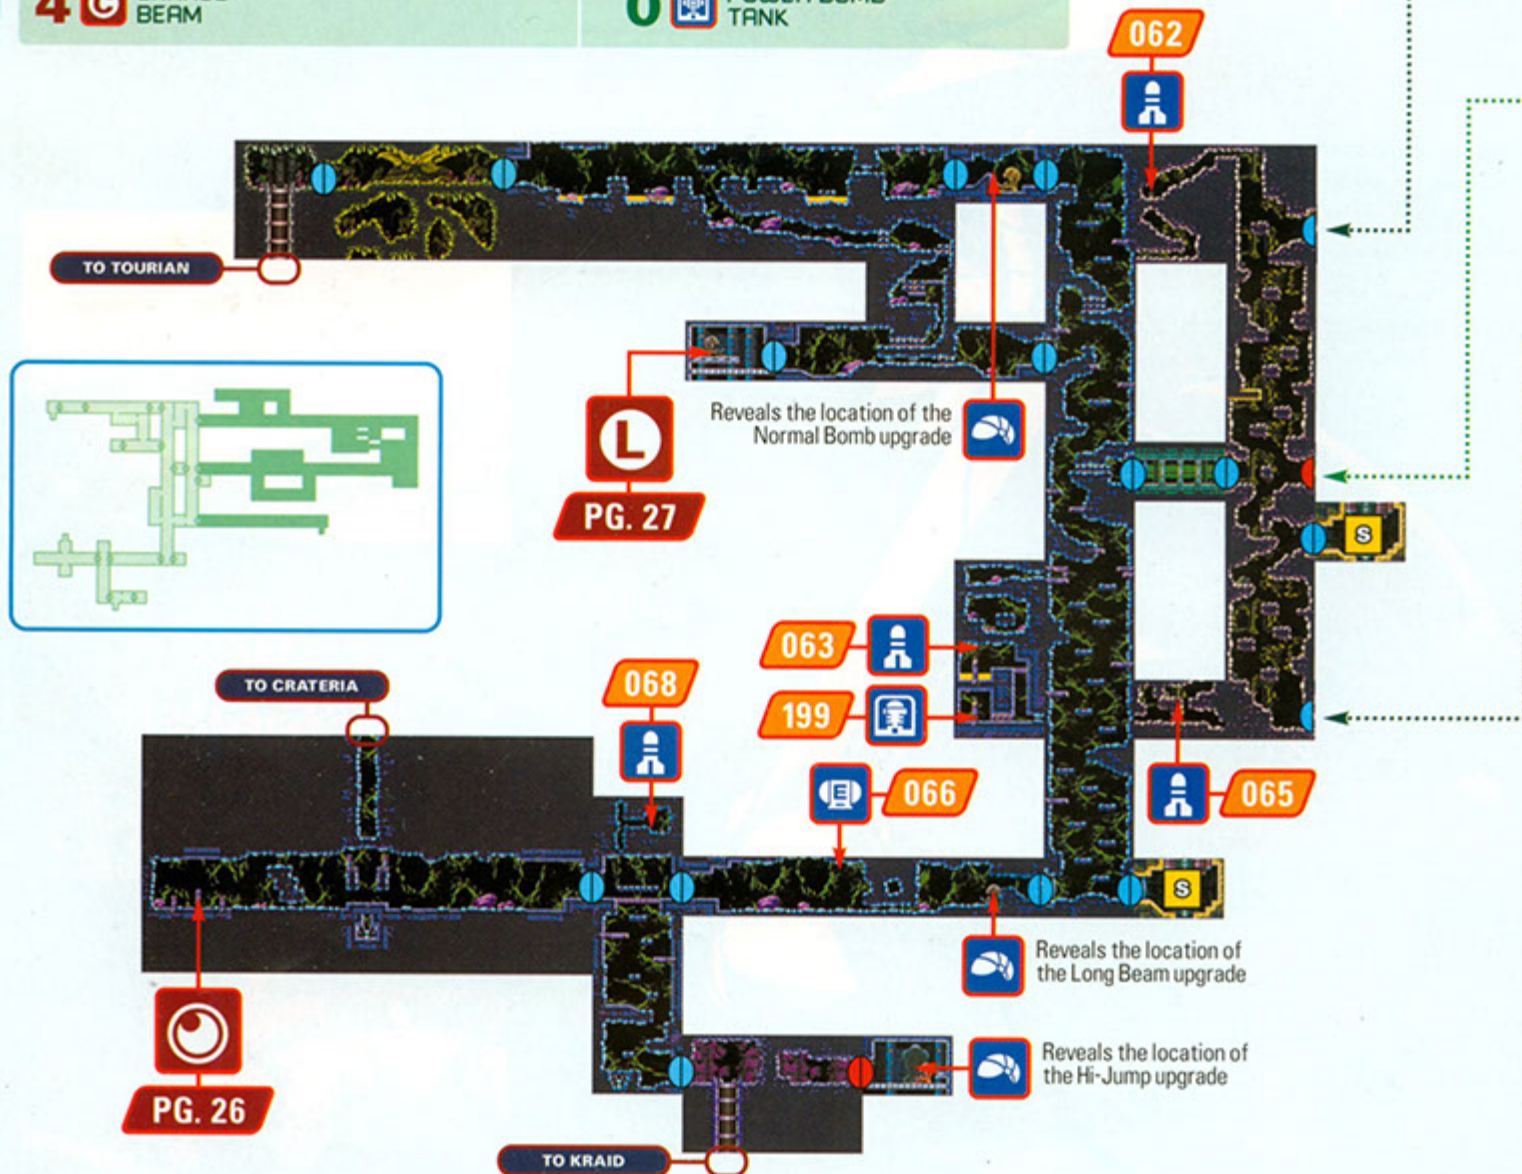 4 C
BEAM
0
TANK
062
TO TOURIAN
Reveals the location of the
Normal Bomb upgrade
L
PG. 27
S
063
199
TO CRATERIA
068
E 066
065
S
Reveals the location of
the Long Beam upgrade
Reveals the location of
the Hi-Jump upgrade
PG. 26
TO KRAID